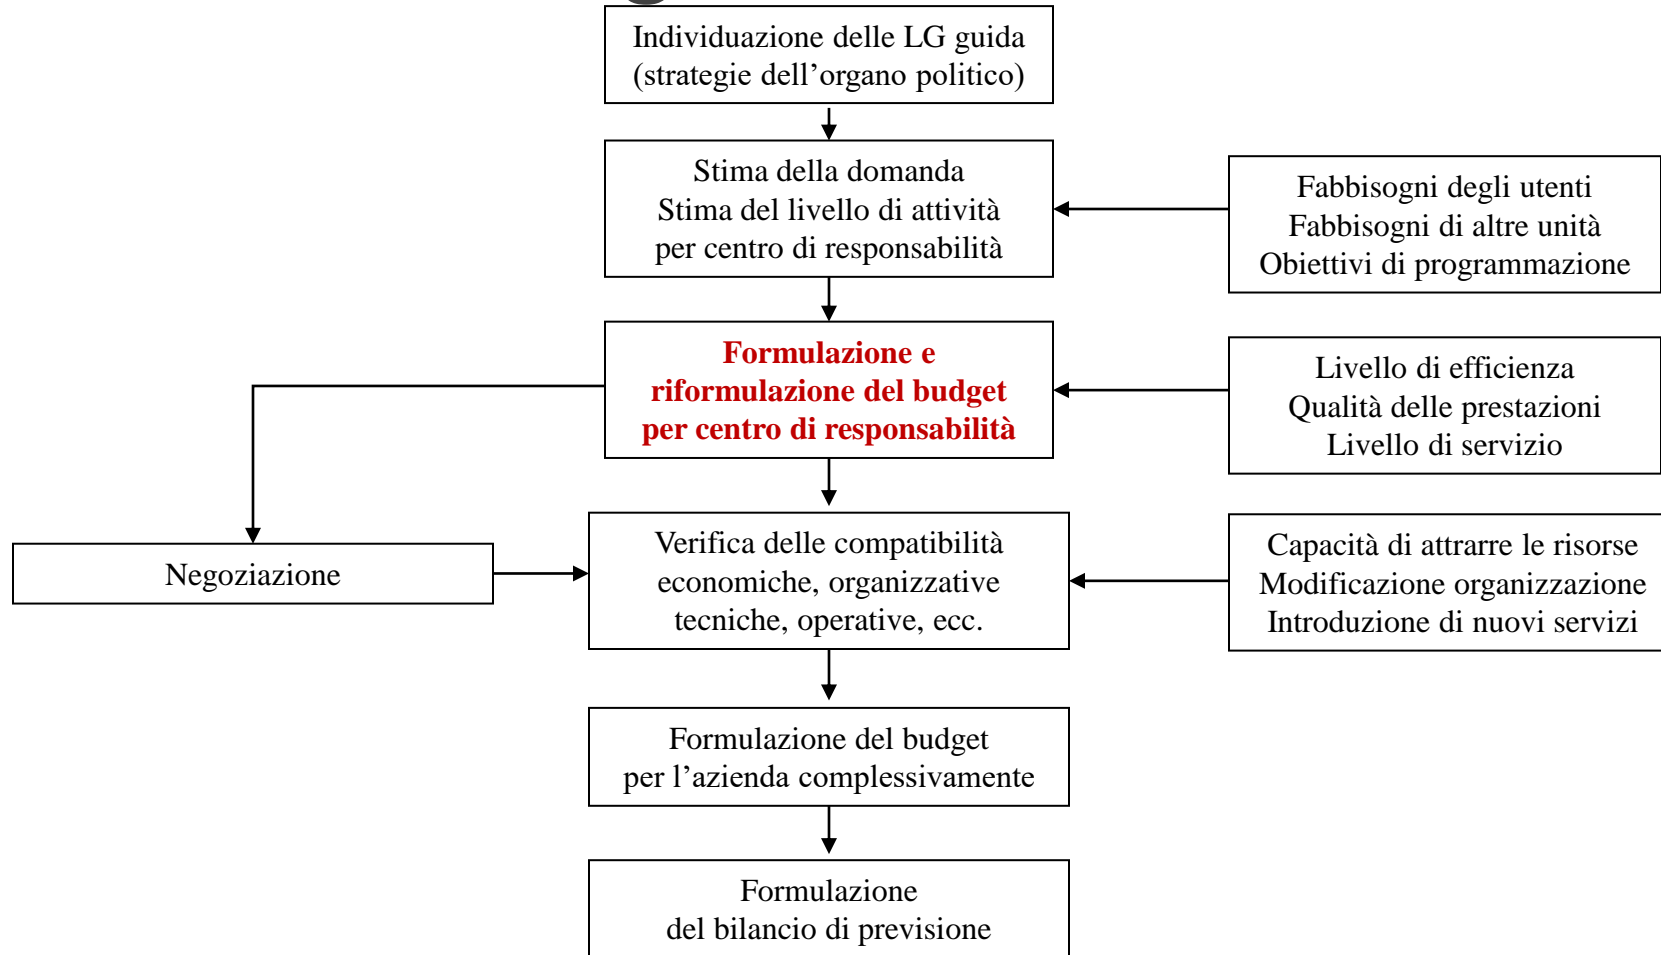 Individuazione delle LG guida
(strategie dell’organo politico)
Stima della domanda
Stima del livello di attività
per centro di responsabilità
Fabbisogni degli utenti
Fabbisogni di altre unità
Obiettivi di programmazione
Formulazione e
riformulazione del budget
per centro di responsabilità
Livello di efficienza
Qualità delle prestazioni
Livello di servizio
Negoziazione
Verifica delle compatibilità
economiche, organizzative
tecniche, operative, ecc.
Capacità di attrarre le risorse
Modificazione organizzazione
Introduzione di nuovi servizi
Formulazione del budget
per l’azienda complessivamente
Formulazione
del bilancio di previsione